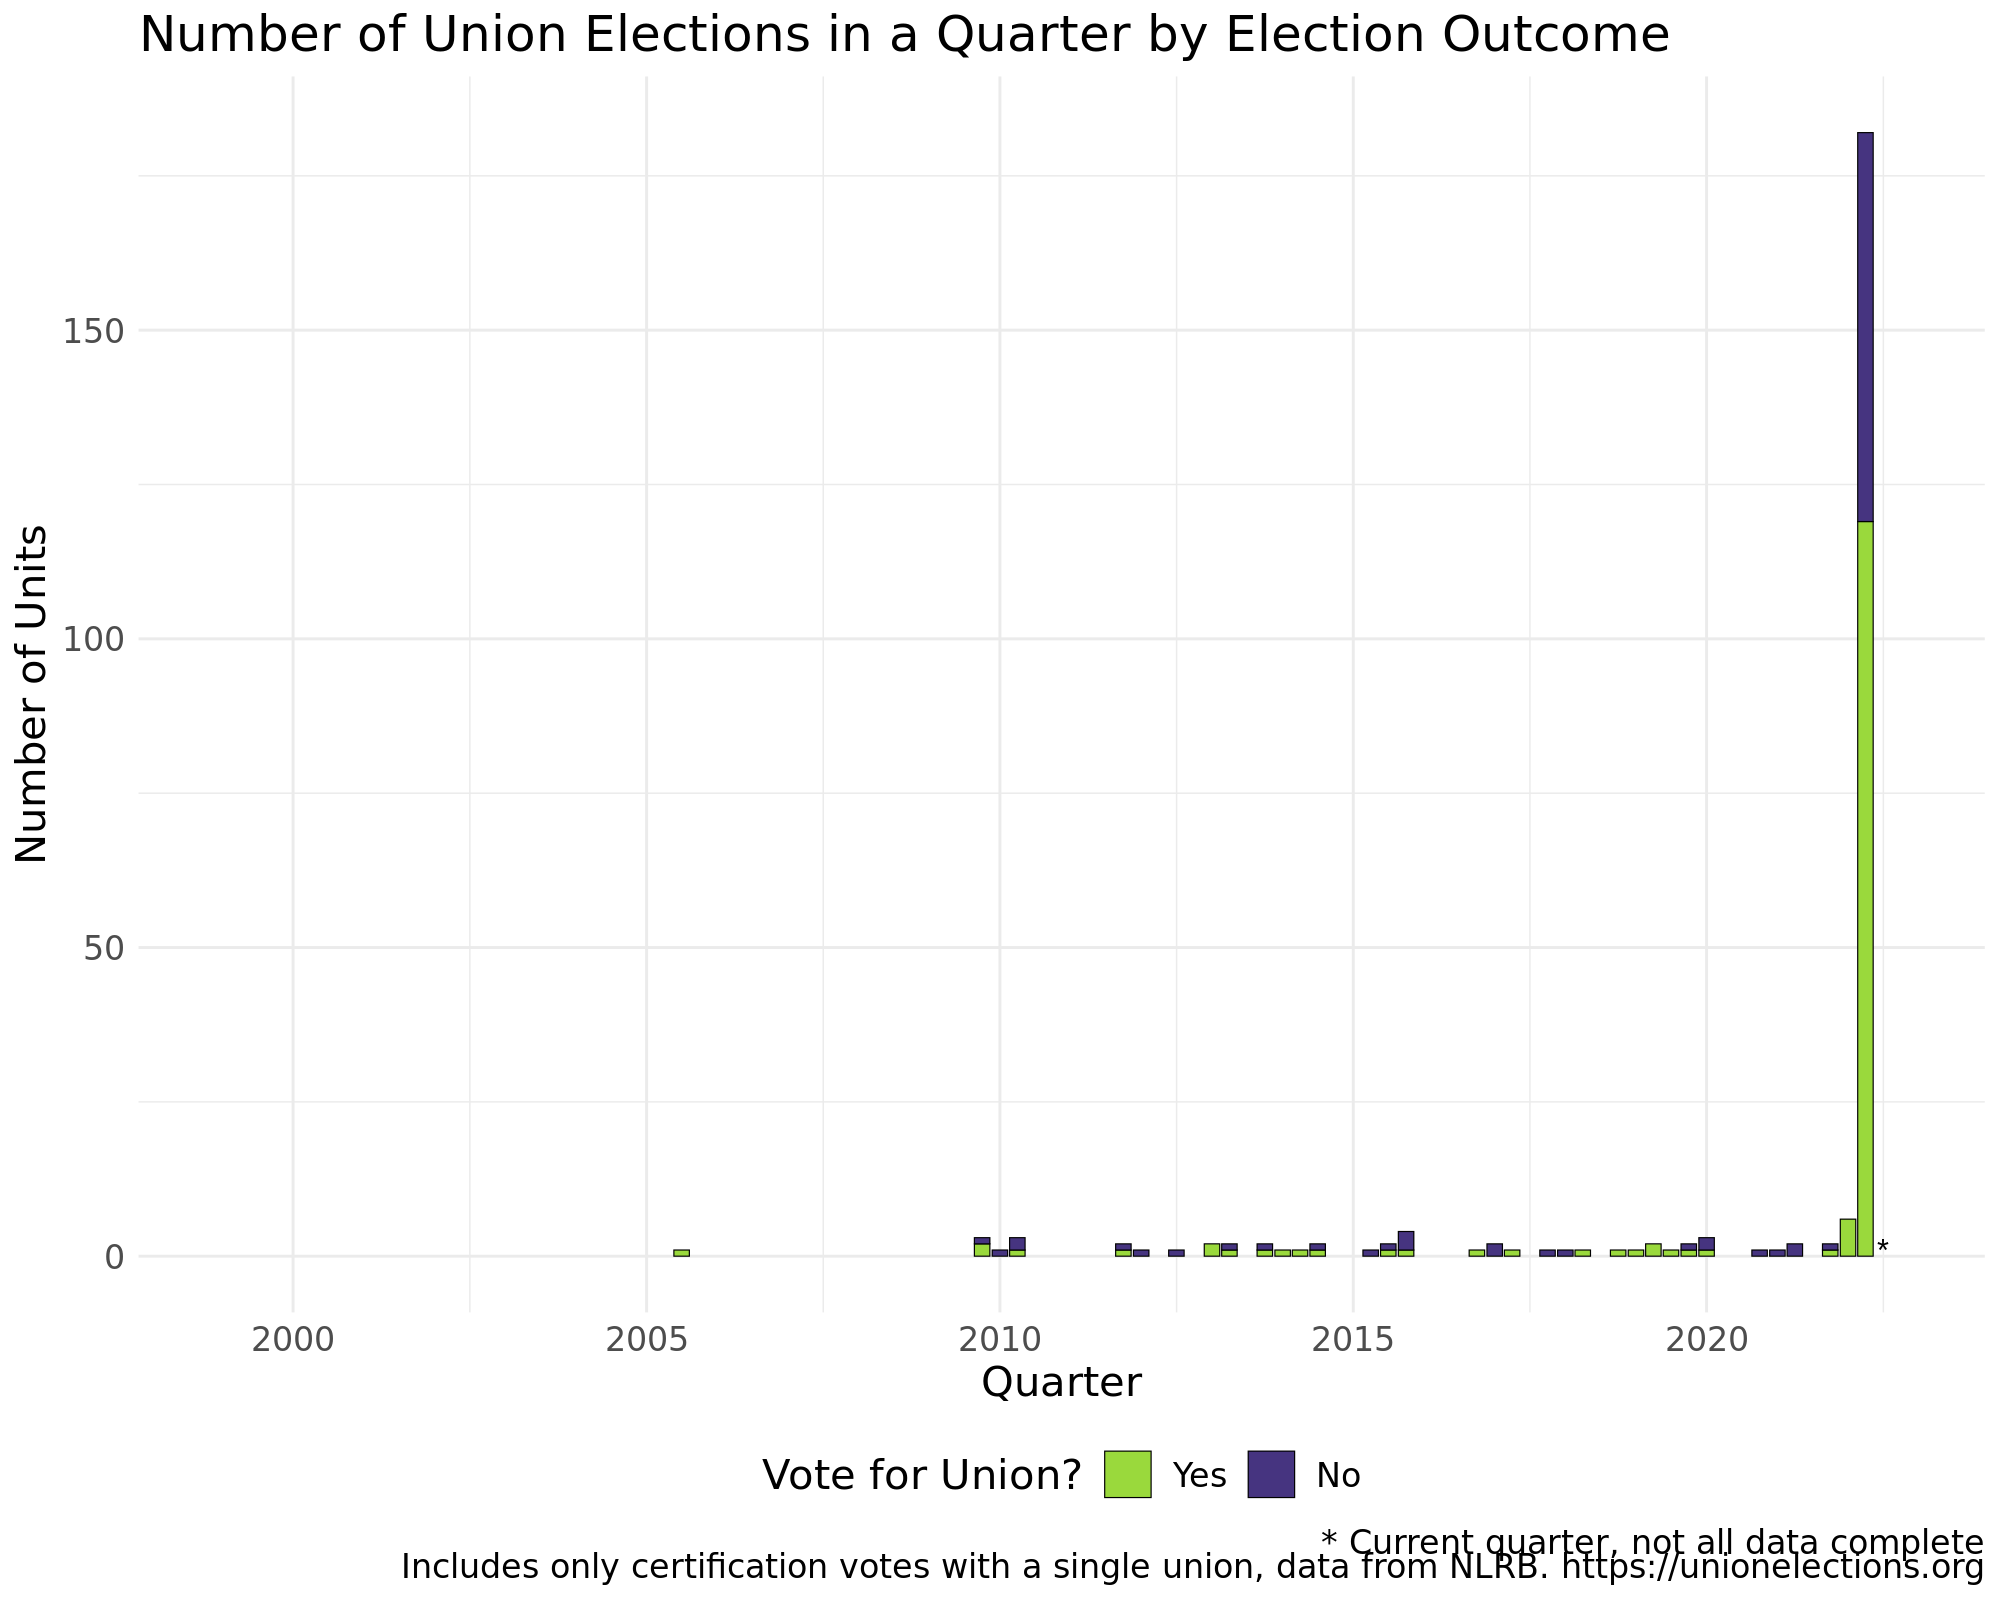 Number of Union Elections in a Quarter by Election Outcome
Number of Units
150
100
50
0
*
2000 2005 2010 2015 2020
Quarter
Vote for Union? Yes No
* Current quarter, not all data complete
Includes only certification votes with a single union, data from NLRB. https://unionelections.org